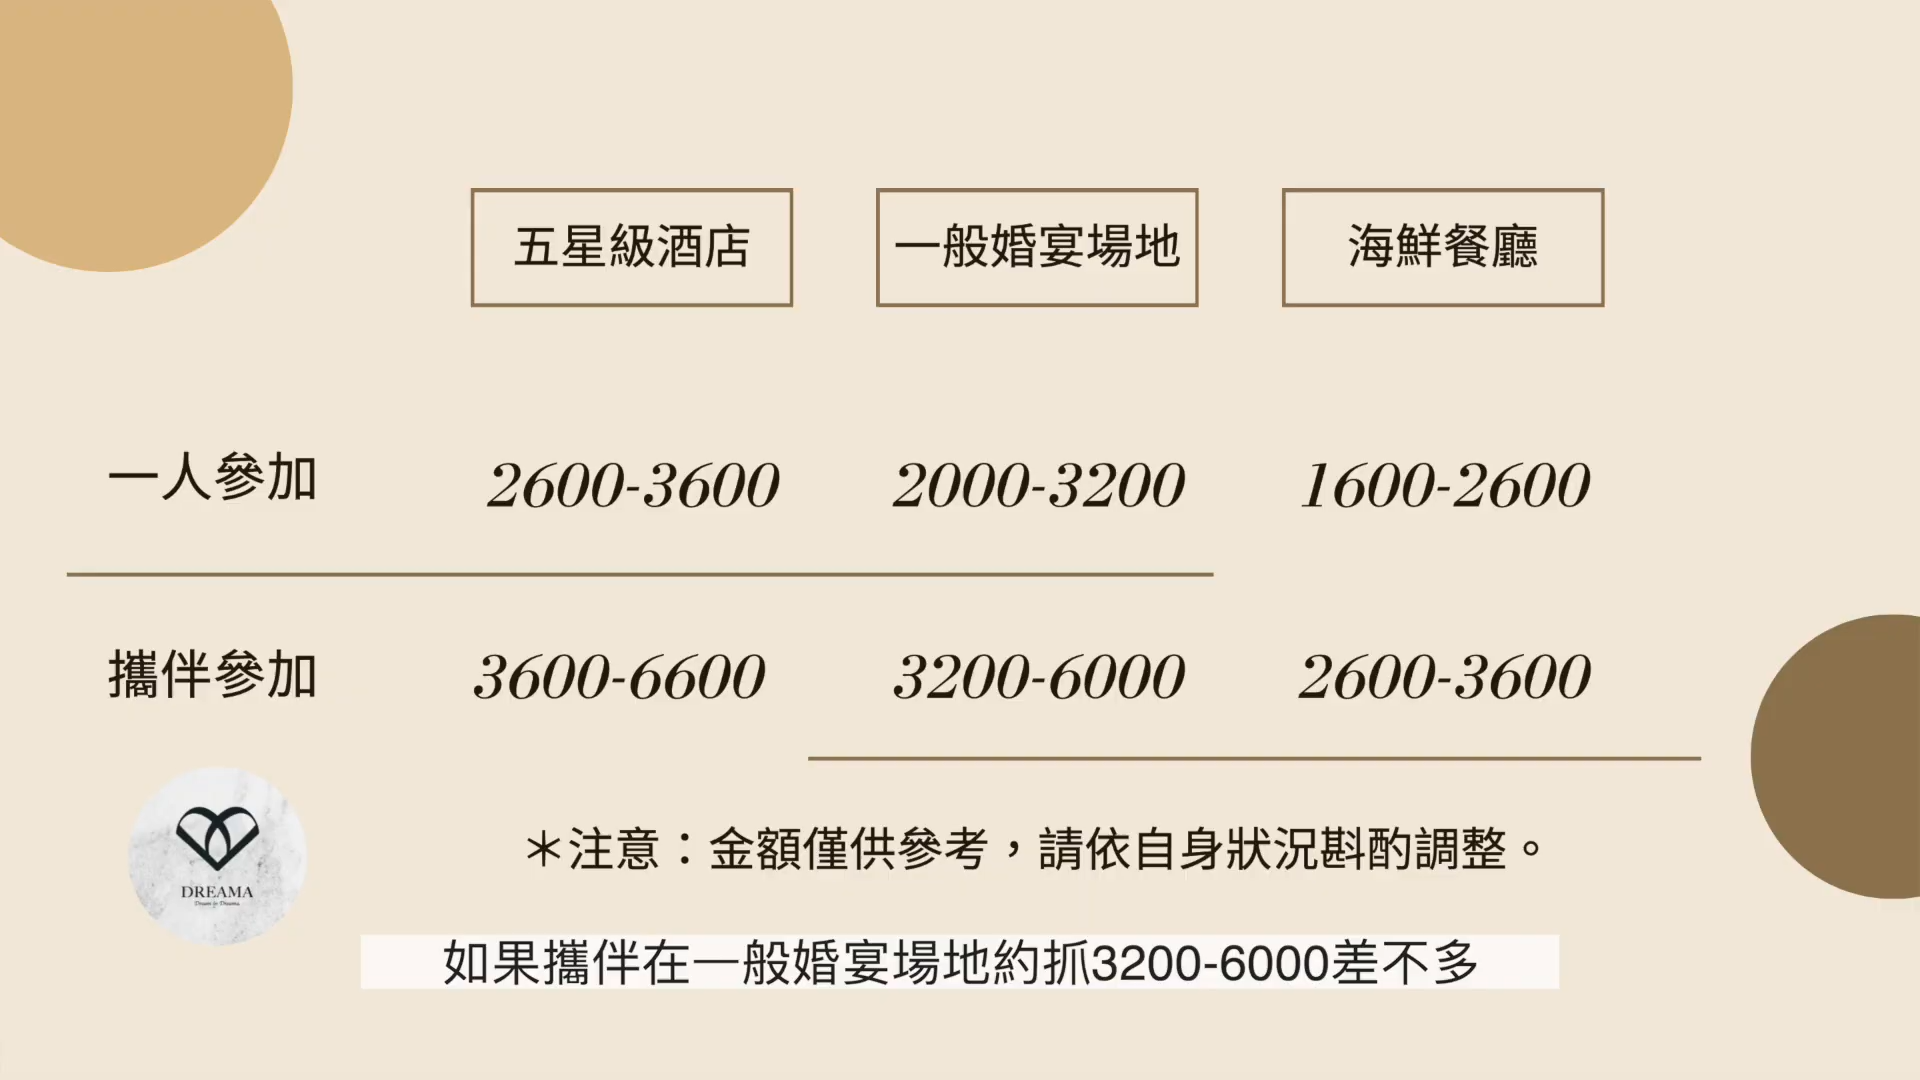 五星級酒店 一般婚宴場地 海鮮餐廳
一人參加 2600-3600 2000-3200 1600-2600
攜伴參加 3600-6600 3200-6000 2600-3600
DREAMA
Dream in Dreama
＊注意：金額僅供參考，請依自身狀況斟酌調整。
如果攜伴在一般婚宴場地約抓3200-6000差不多